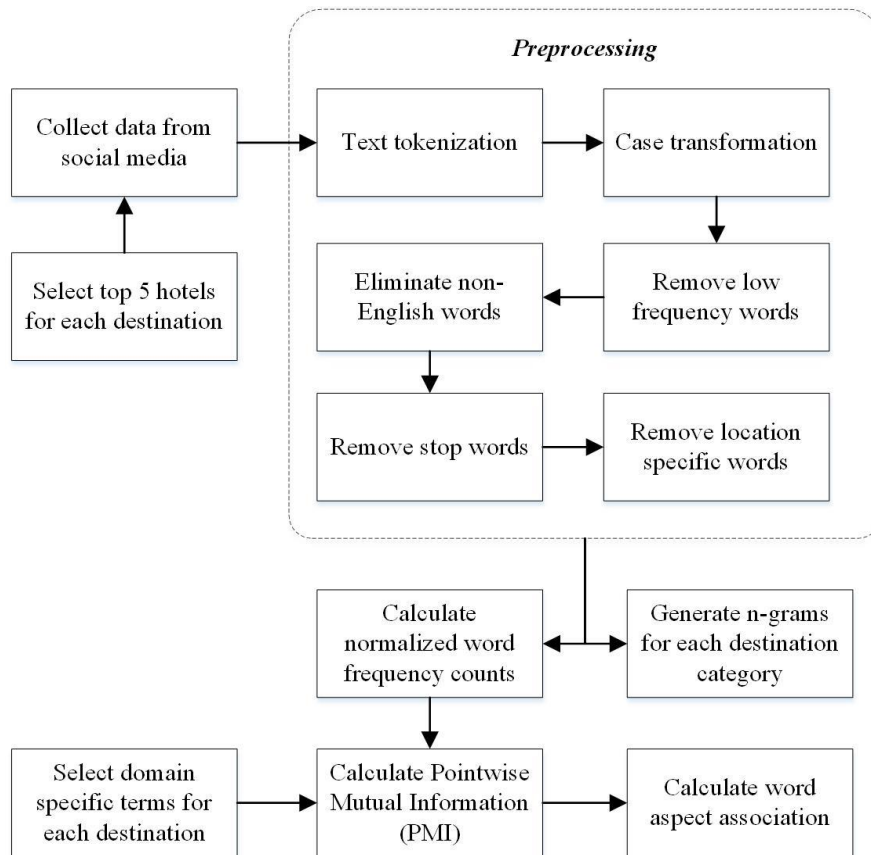 Preprocessing
Collect data from
social media
Text tokenization
Case transformation
Select top 5 hotels
for each destination
Eliminate non-
English words
Remove low
frequency words
Remove stop words
Remove location
specific words
Calculate
normalized word
frequency counts
Generate n-grams
for each destination
category
Select domain
specific terms for
each destination
Calculate Pointwise
Mutual Information
(PMI)
Calculate word
aspect association